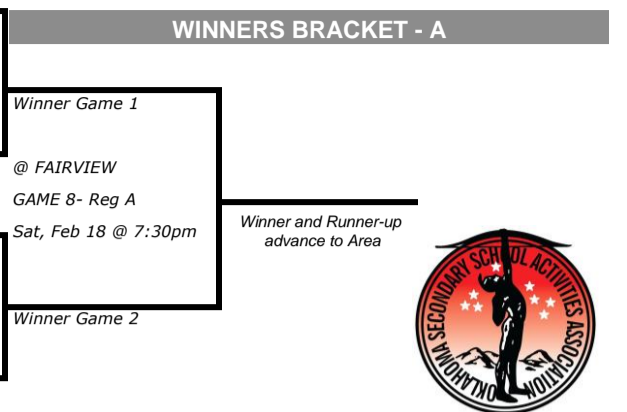 WINNERS BRACKET - A
Winner Game 1
@ FAIRVIEW
GAME 8- Reg A
Sat, Feb 18 @ 7:30pm
Winner and Runner-up
advance to Area
Winner Game 2
OKLAHOMA SECONDARY SCHOOL ACTIVITIES ASSOCIATION